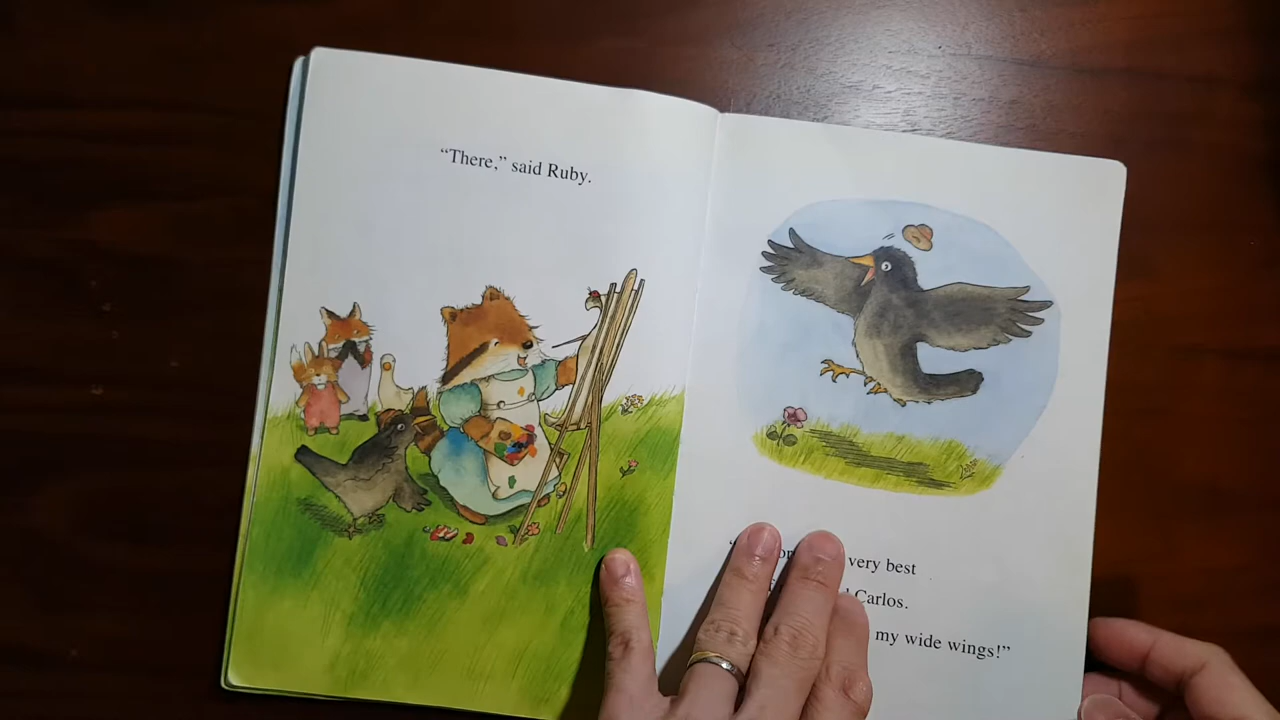 “There,” said Ruby.
very best
Carlos.
my wide wings!”